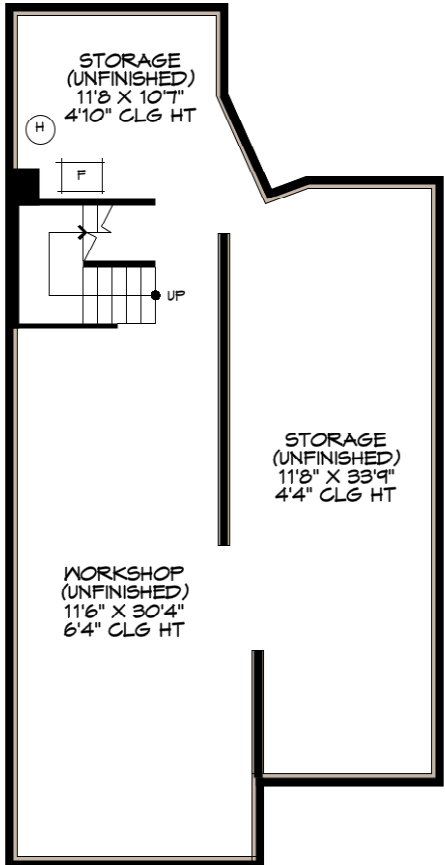 STORAGE
(UNFINISHED)
11'8 X 10'7"
4'10" CLG HT
H
F
UP
STORAGE
(UNFINISHED)
11'8" X 33'9"
4'4" CLG HT
WORKSHOP
(UNFINISHED)
11'6" X 30'4"
6'4" CLG HT